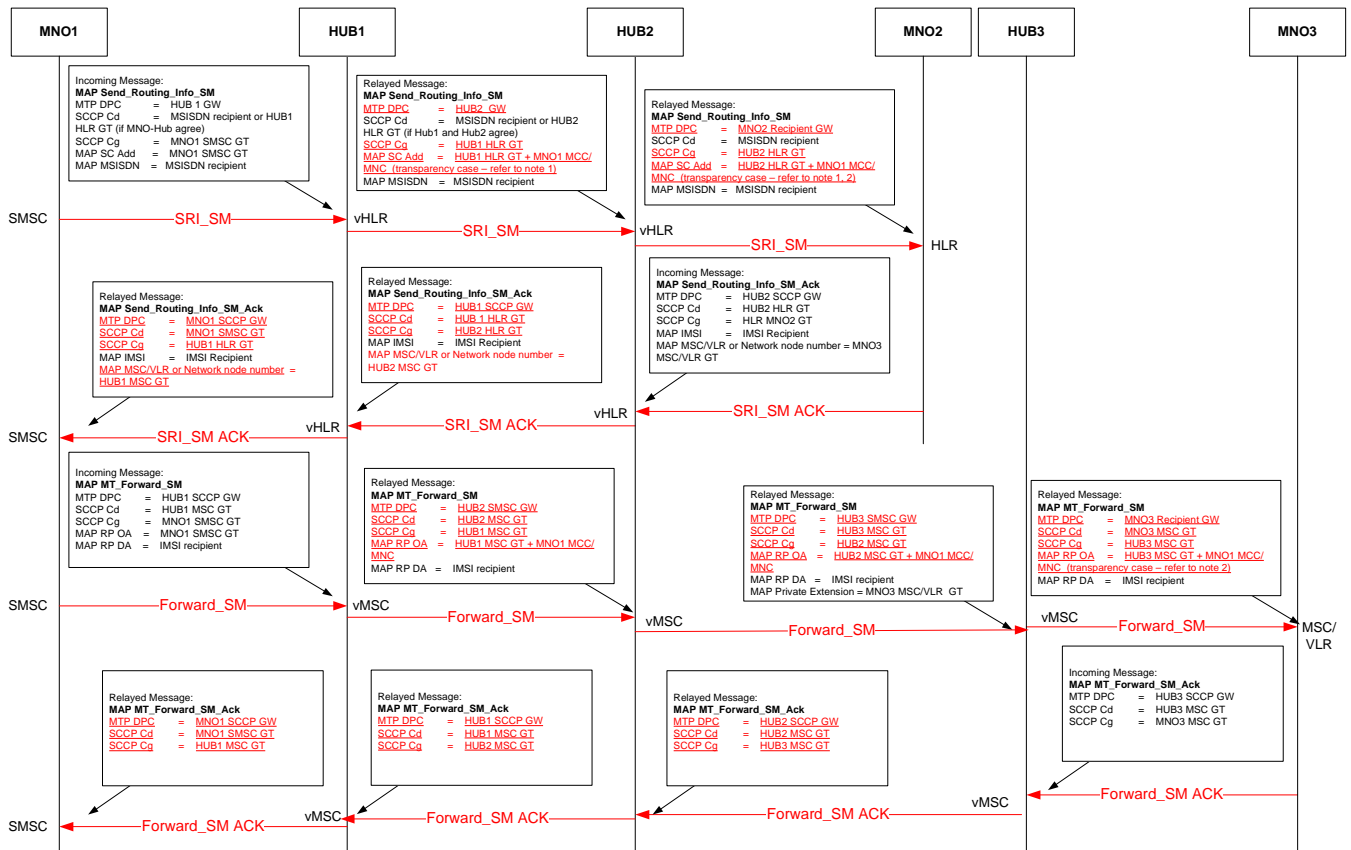 MNO1
HUB1
HUB2
MNO2
HUB3
MNO3
Incoming Message:
MAP Send_Routing_Info_SM
MTP DPC = HUB 1 GW
SCCP Cd = MSISDN recipient or HUB1
HLR GT (if MNO-Hub agree)
SCCP Cg = MNO1 SMSC GT
MAP SC Add = MNO1 SMSC GT
MAP MSISDN = MSISDN recipient
Relayed Message:
MAP Send_Routing_Info_SM
MTP DPC = HUB2 GW
SCCP Cd = MSISDN recipient or HUB2
HLR GT (if Hub1 and Hub2 agree)
SCCP Cg = HUB1 HLR GT
MAP SC Add = HUB1 HLR GT + MNO1 MCC/
MNC (transparency case – refer to note 1)
MAP MSISDN = MSISDN recipient
Relayed Message:
MAP Send_Routing_Info_SM
MTP DPC = MNO2 Recipient GW
SCCP Cd = MSISDN recipient
SCCP Cg = HUB2 HLR GT
MAP SC Add = HUB2 HLR GT + MNO1 MCC/
MNC (transparency case – refer to note 1, 2)
MAP MSISDN = MSISDN recipient
SMSC
SRI_SM
vHLR
SRI_SM
vHLR
SRI_SM
HLR
Relayed Message:
MAP Send_Routing_Info_SM_Ack
MTP DPC = MNO1 SCCP GW
SCCP Cd = MNO1 SMSC GT
SCCP Cg = HUB1 HLR GT
MAP IMSI = IMSI Recipient
MAP MSC/VLR or Network node number =
HUB1 MSC GT
Relayed Message:
MAP Send_Routing_Info_SM_Ack
MTP DPC = HUB1 SCCP GW
SCCP Cd = HUB 1 HLR GT
SCCP Cg = HUB2 HLR GT
MAP IMSI = IMSI Recipient
MAP MSC/VLR or Network node number =
HUB2 MSC GT
Incoming Message:
MAP Send_Routing_Info_SM_Ack
MTP DPC = HUB2 SCCP GW
SCCP Cd = HUB2 HLR GT
SCCP Cg = HLR MNO2 GT
MAP IMSI = IMSI Recipient
MAP MSC/VLR or Network node number = MNO3
MSC/VLR GT
SMSC
SRI_SM ACK
vHLR
SRI_SM ACK
vHLR
SRI_SM ACK
Incoming Message:
MAP MT_Forward_SM
MTP DPC = HUB1 SCCP GW
SCCP Cd = HUB1 MSC GT
SCCP Cg = MNO1 SMSC GT
MAP RP OA = MNO1 SMSC GT
MAP RP DA = IMSI recipient
Relayed Message:
MAP MT_Forward_SM
MTP DPC = HUB2 SMSC GW
SCCP Cd = HUB2 MSC GT
SCCP Cg = HUB1 MSC GT
MAP RP OA = HUB1 MSC GT + MNO1 MCC/
MNC
MAP RP DA = IMSI recipient
Relayed Message:
MAP MT_Forward_SM
MTP DPC = HUB3 SMSC GW
SCCP Cd = HUB3 MSC GT
SCCP Cg = HUB2 MSC GT
MAP RP OA = HUB2 MSC GT + MNO1 MCC/
MNC
MAP RP DA = IMSI recipient
MAP Private Extension = MNO3 MSC/VLR GT
Relayed Message:
MAP MT_Forward_SM
MTP DPC = MNO3 Recipient GW
SCCP Cd = MNO3 MSC GT
SCCP Cg = HUB3 MSC GT
MAP RP OA = HUB3 MSC GT + MNO1 MCC/
MNC (transparency case – refer to note 2)
MAP RP DA = IMSI recipient
SMSC
Forward_SM
vMSC
Forward_SM
vMSC
Forward_SM
vMSC
Forward_SM
MSC/
VLR
Relayed Message:
MAP MT_Forward_SM_Ack
MTP DPC = MNO1 SCCP GW
SCCP Cd = MNO1 SMSC GT
SCCP Cg = HUB1 MSC GT
Relayed Message:
MAP MT_Forward_SM_Ack
MTP DPC = HUB1 SCCP GW
SCCP Cd = HUB1 MSC GT
SCCP Cg = HUB2 MSC GT
Relayed Message:
MAP MT_Forward_SM_Ack
MTP DPC = HUB2 SCCP GW
SCCP Cd = HUB2 MSC GT
SCCP Cg = HUB3 MSC GT
Incoming Message:
MAP MT_Forward_SM_Ack
MTP DPC = HUB3 SCCP GW
SCCP Cd = HUB3 MSC GT
SCCP Cg = MNO3 MSC GT
SMSC
Forward_SM ACK
vMSC
Forward_SM ACK
Forward_SM ACK
vMSC
Forward_SM ACK